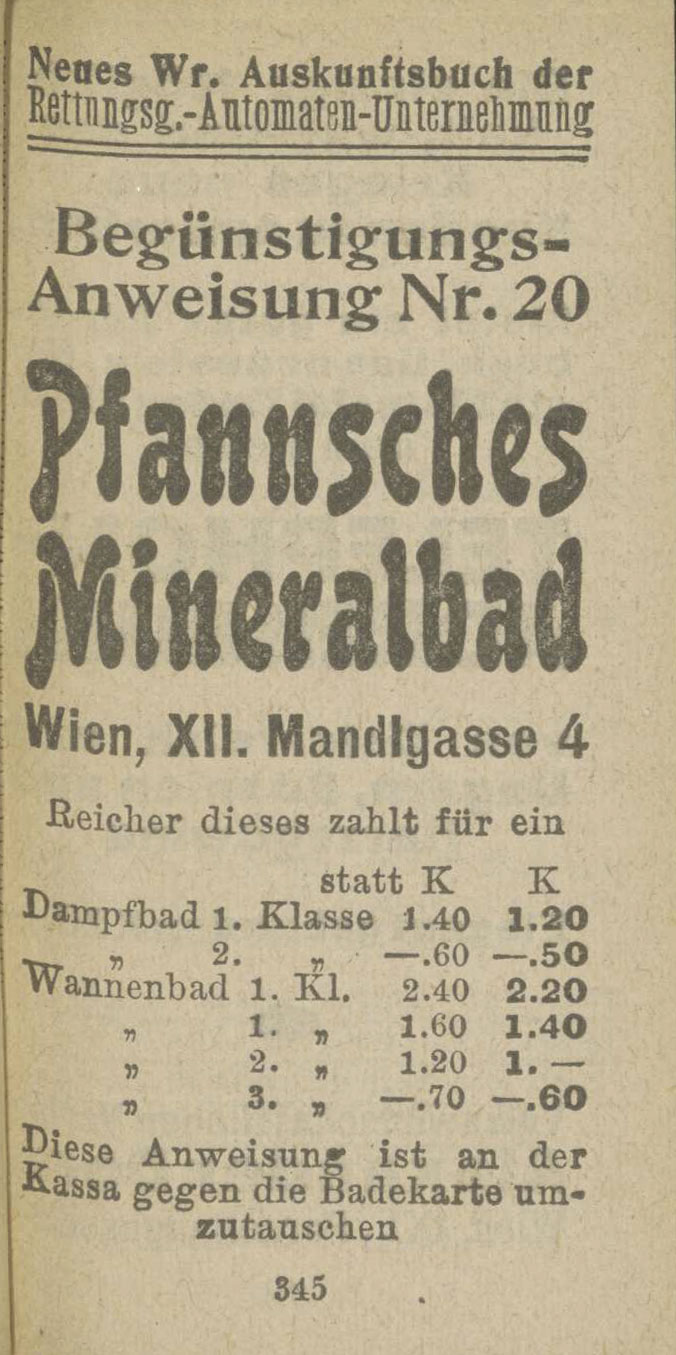 Neues Wr. Auskunftsbuch der
Rettungsg.-Automaten-Unternehmung
Begünstigungs-
Anweisung Nr. 20
Pfannsches
Mineralbad
Wien, XII. Mandlgasse 4
Reicher dieses zahlt für ein
statt K K
Dampfbad 1. Klasse 1.40 1.20
„ 2. „ —.60 —.50
Wannenbad 1. Kl. 2.40 2.20
„ 1. „ 1.60 1.40
„ 2. „ 1.20 1.—
„ 3. „ —.70 —.60
Diese Anweisung ist an der
Kassa gegen die Badekarte um-
zutauschen
345